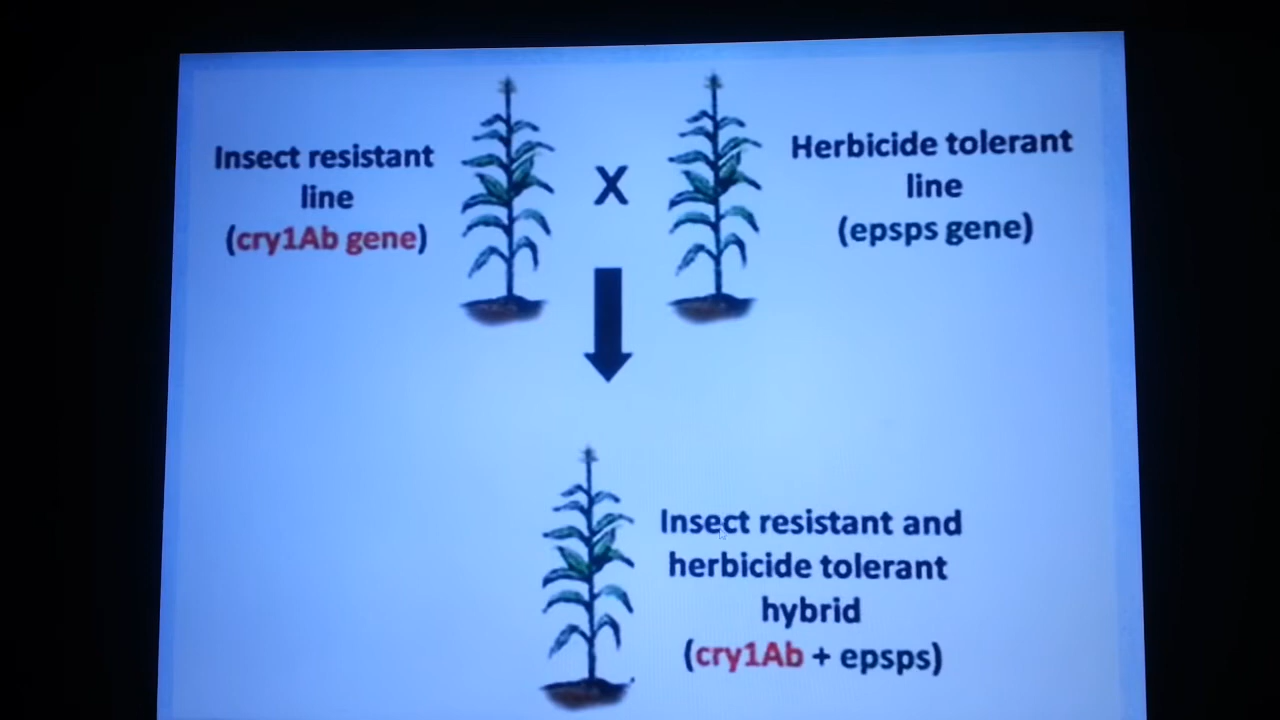 Insect resistant
line
(cry1Ab gene)
X
Herbicide tolerant
line
(epsps gene)
Insect resistant and
herbicide tolerant
hybrid
(cry1Ab + epsps)